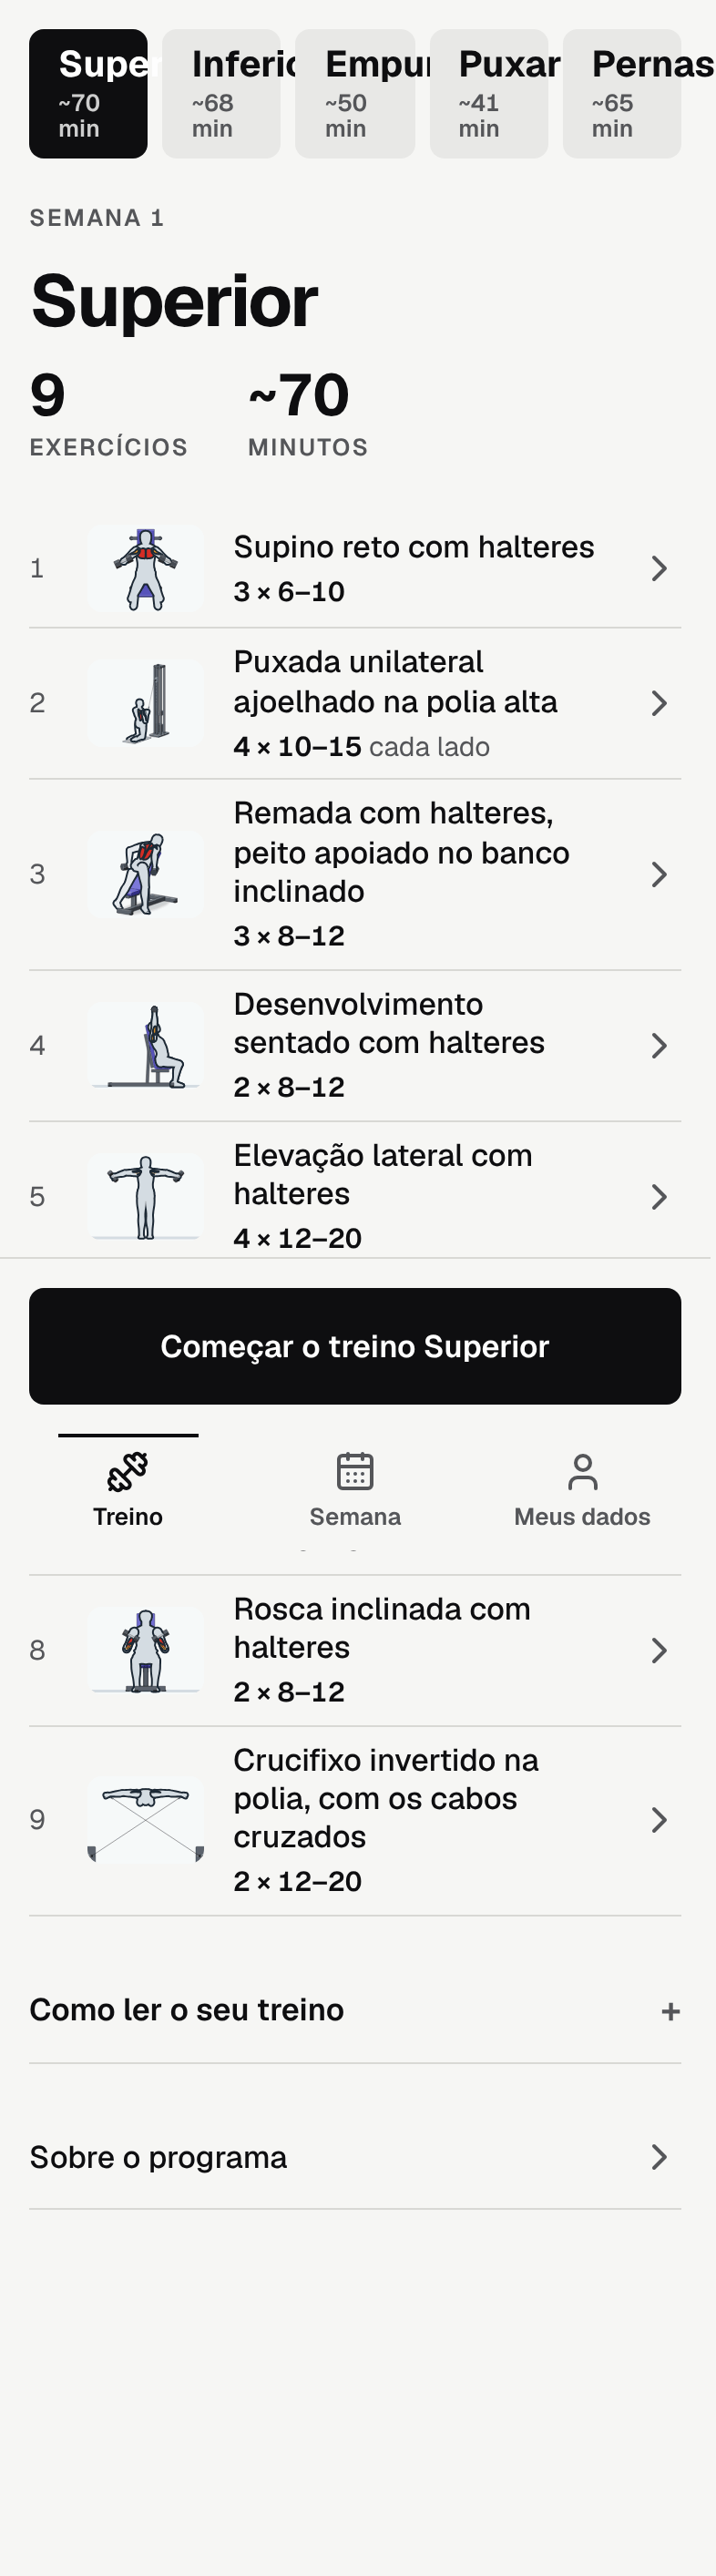 Super
Inferic
Empur
Puxar
Pernas
~70
min
~68
min
~50
min
~41
min
~65
min
SEMANA 1
Superior
9
EXERCÍCIOS
~70
MINUTOS
1
Supino reto com halteres
3 × 6–10
2
Puxada unilateral
ajoelhado na polia alta
4 × 10–15 cada lado
3
Remada com halteres,
peito apoiado no banco
inclinado
3 × 8–12
4
Desenvolvimento
sentado com halteres
2 × 8–12
5
Elevação lateral com
halteres
4 × 12–20
Começar o treino Superior
Treino
Semana
Meus dados
8
Rosca inclinada com
halteres
2 × 8–12
9
Crucifixo invertido na
polia, com os cabos
cruzados
2 × 12–20
Como ler o seu treino
+
Sobre o programa